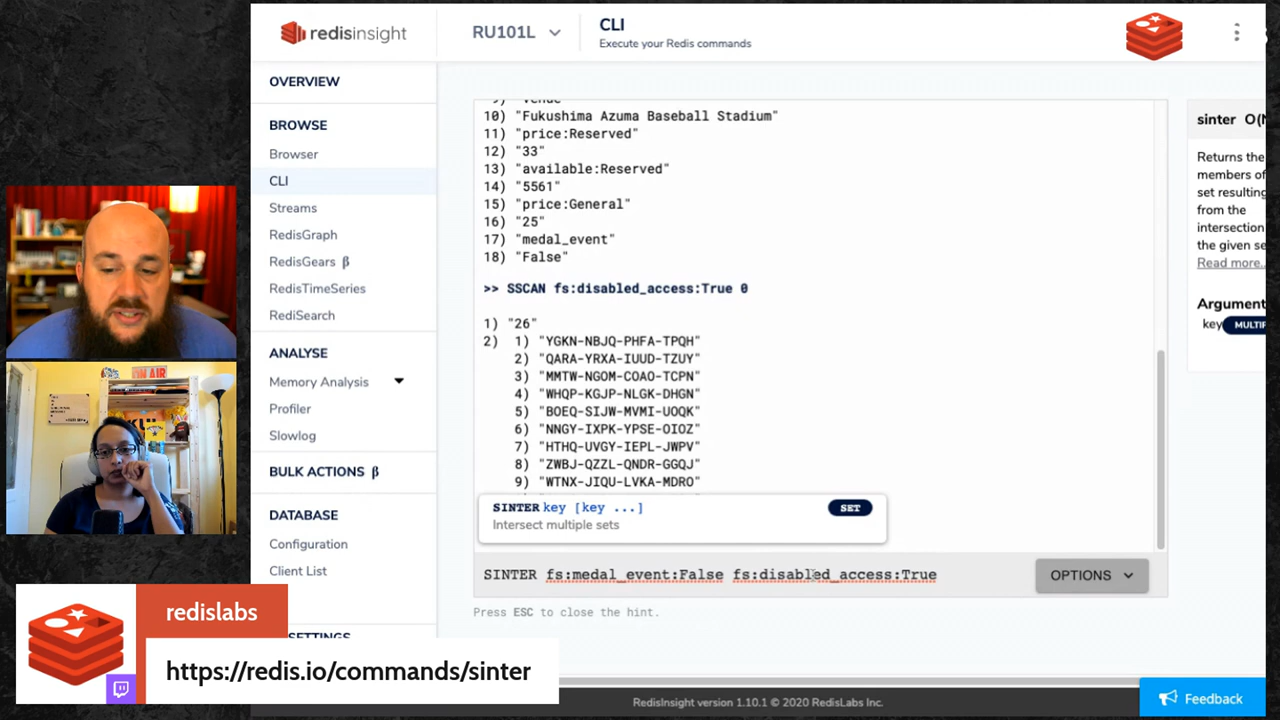 redisinsight
RU101L
CLI
Execute your Redis commands
OVERVIEW
BROWSE
Browser
CLI
Streams
RedisGraph
RedisGears β
RedisTimeSeries
RediSearch
ANALYSE
Memory Analysis
Profiler
Slowlog
BULK ACTIONS β
DATABASE
Configuration
Client List
SETTINGS
10) "Fukushima Azuma Baseball Stadium"
11) "price:Reserved"
12) "33"
13) "available:Reserved"
14) "5561"
15) "price:General"
16) "25"
17) "medal_event"
18) "False"
>> SSCAN fs:disabled_access:True 0
1) "26"
2) 1) "YGKN-NBJQ-PHFA-TPQH"
2) "QARA-YRXA-IUUD-TZUY"
3) "MMTW-NGOM-COAO-TCPN"
4) "WHQP-KGJP-NLGK-DHGN"
5) "BOEQ-SIJW-MVMI-UOQK"
6) "NNGY-IXPK-YPSE-OIOZ"
7) "HTHQ-UVGY-IEPL-JWPV"
8) "ZWBJ-QZZL-QNDR-GGQJ"
9) "WTNX-JIQU-LVKA-MDRO"
SINTER key [key ...]
SET
Intersect multiple sets
SINTER fs:medal_event:False fs:disabled_access:True
OPTIONS
Press ESC to close the hint.
sinter O(N
Returns the
members of
set resulting
from the
intersection
the given se
Read more..
Argument
key MULTIP
ON AIR
redislabs
https://redis.io/commands/sinter
RedisInsight version 1.10.1 © 2020 RedisLabs Inc.
Feedback